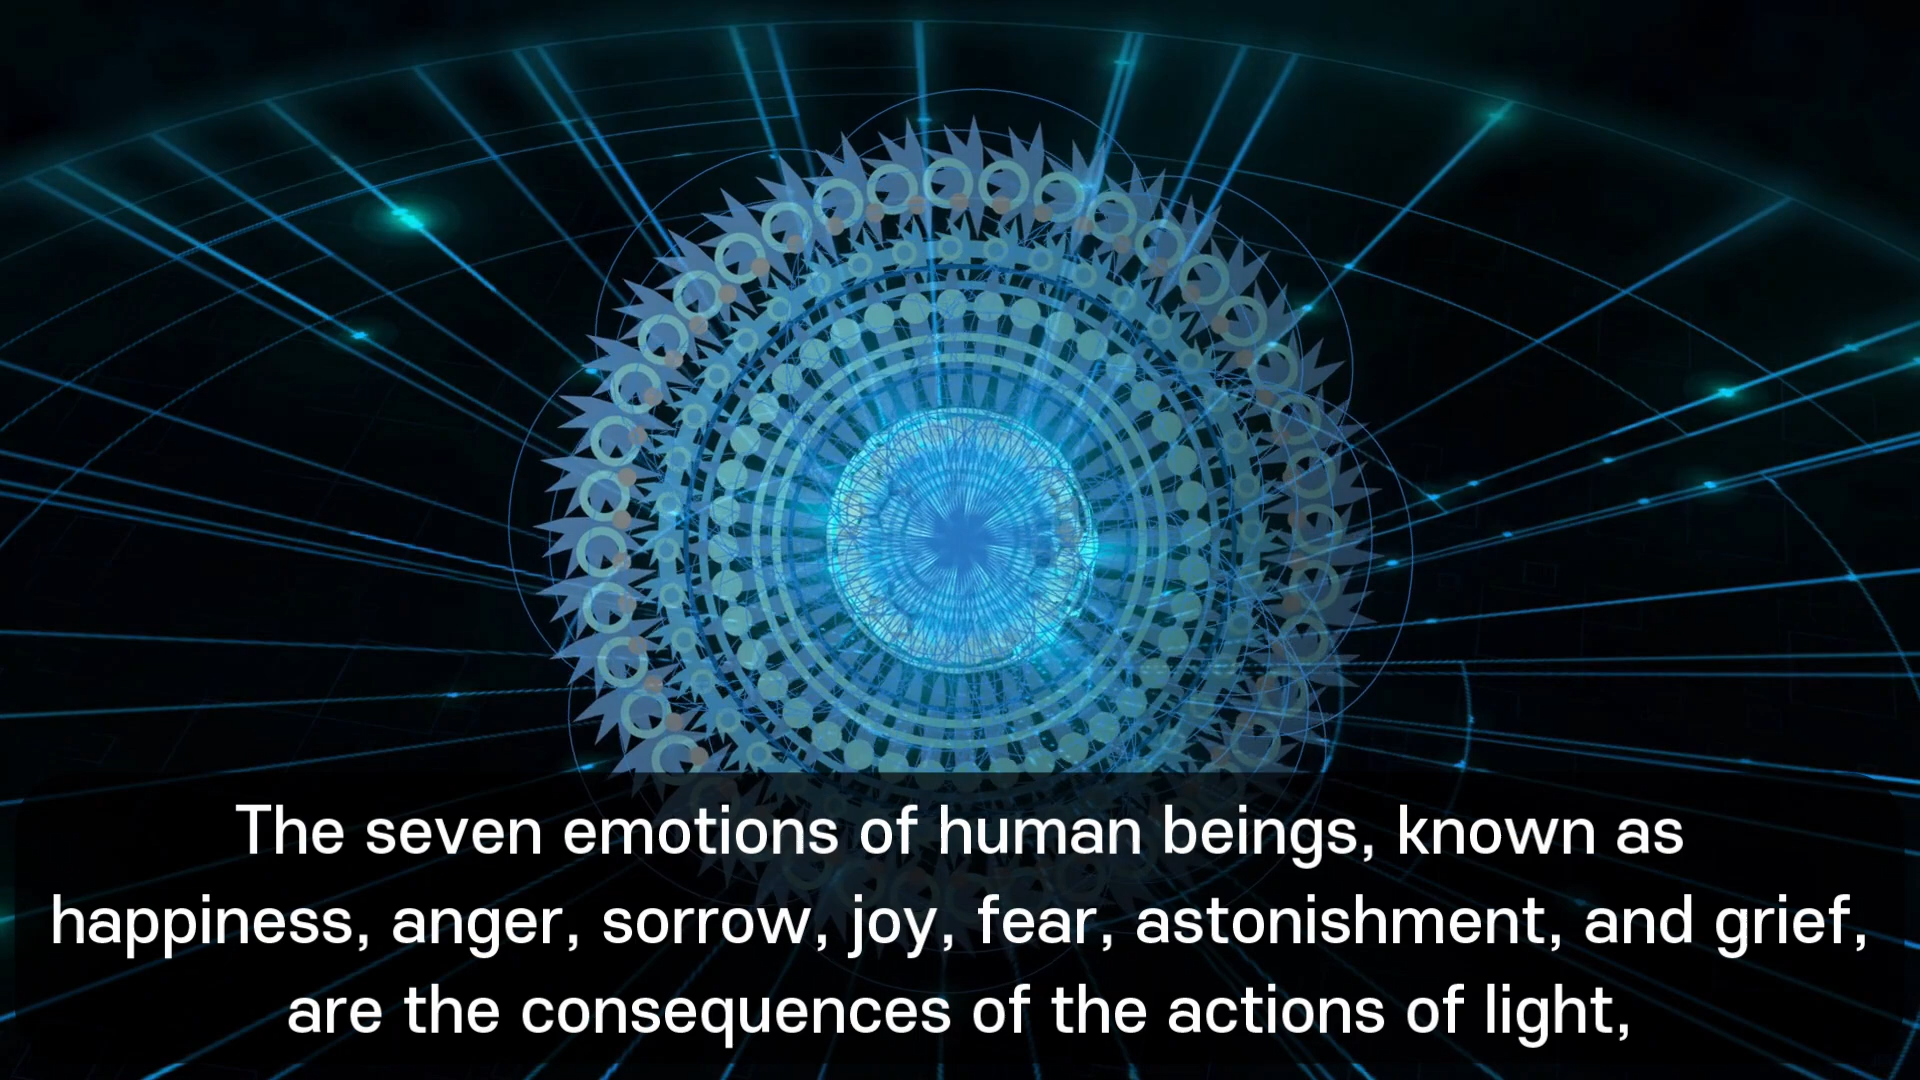 The seven emotions of human beings, known as
happiness, anger, sorrow, joy, fear, astonishment, and grief,
are the consequences of the actions of light,